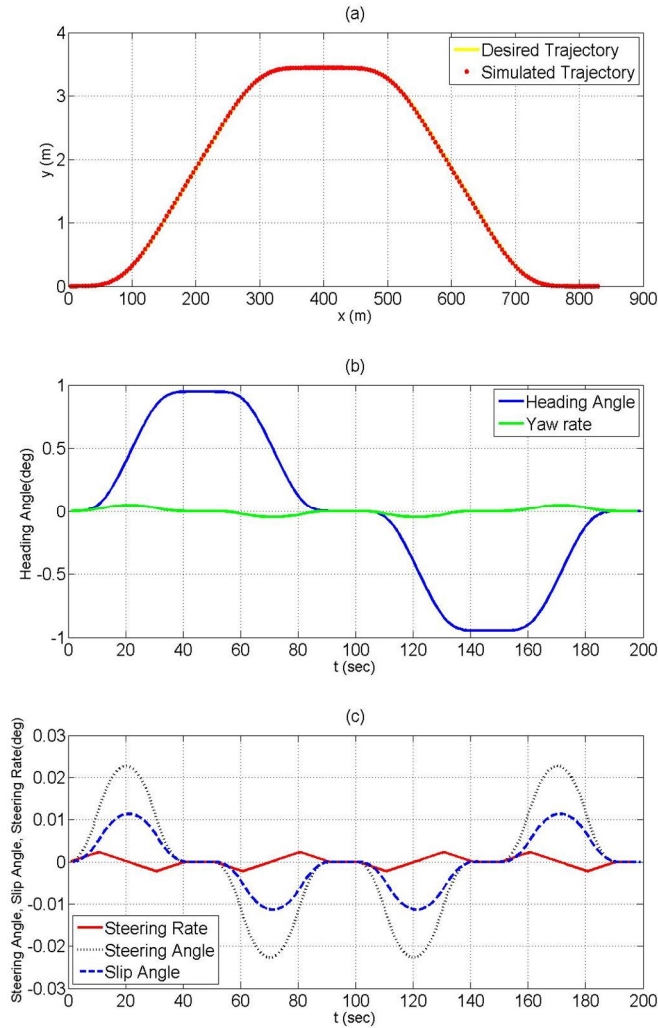 (a)
4
3
2
1
0
y (m)
Desired Trajectory
Simulated Trajectory
0 100 200 300 400 500 600 700 800 900
x (m)
(b)
1
0.5
0
-0.5
-1
Heading Angle(deg)
Heading Angle
Yaw rate
0 20 40 60 80 100 120 140 160 180 200
t (sec)
(c)
0.03
0.02
0.01
0
-0.01
-0.02
-0.03
Steering Angle, Slip Angle, Steering Rate(deg)
Steering Rate
Steering Angle
Slip Angle
0 20 40 60 80 100 120 140 160 180 200
t (sec)